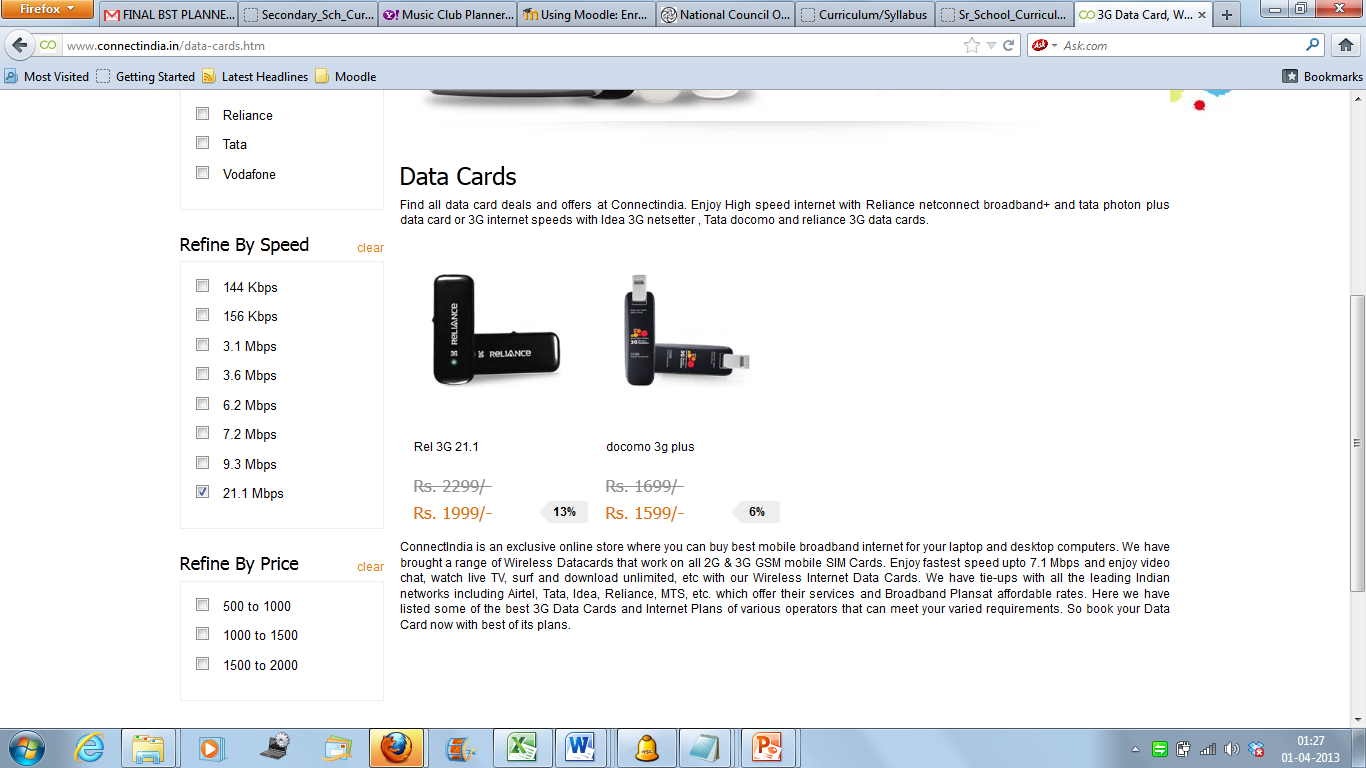 Firefox
FINAL BST PLANNE...
Secondary_Sch_Cur...
Music Club Planner...
Using Moodle: Enr...
National Council O...
Curriculum/Syllabus
Sr_School_Curricul...
3G Data Card, W...
www.connectindia.in/data-cards.htm
Ask.com
Most Visited
Getting Started
Latest Headlines
Moodle
Bookmarks
Reliance
Tata
Vodafone
Refine By Speed
clear
144 Kbps
156 Kbps
3.1 Mbps
3.6 Mbps
6.2 Mbps
7.2 Mbps
9.3 Mbps
21.1 Mbps
Refine By Price
clear
500 to 1000
1000 to 1500
1500 to 2000
Data Cards
Find all data card deals and offers at Connectindia. Enjoy High speed internet with Reliance netconnect broadband+ and tata photon plus
data card or 3G internet speeds with Idea 3G netsetter , Tata docomo and reliance 3G data cards.
RELIANCE
RELIANCE
3G
3G
Rel 3G 21.1
docomo 3g plus
Rs. 2299/-
Rs. 1699/-
Rs. 1999/-
13%
Rs. 1599/-
6%
ConnectIndia is an exclusive online store where you can buy best mobile broadband internet for your laptop and desktop computers. We have
brought a range of Wireless Datacards that work on all 2G & 3G GSM mobile SIM Cards. Enjoy fastest speed upto 7.1 Mbps and enjoy video
chat, watch live TV, surf and download unlimited, etc with our Wireless Internet Data Cards. We have tie-ups with all the leading Indian
networks including Airtel, Tata, Idea, Reliance, MTS, etc. which offer their services and Broadband Plansat affordable rates. Here we have
listed some of the best 3G Data Cards and Internet Plans of various operators that can meet your varied requirements. So book your Data
Card now with best of its plans.
01:27
01-04-2013